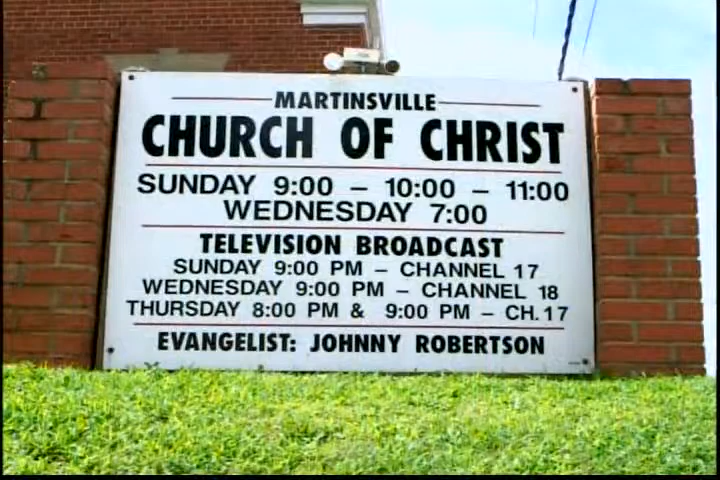 MARTINSVILLE
CHURCH OF CHRIST
SUNDAY 9:00 – 10:00 – 11:00
WEDNESDAY 7:00
TELEVISION BROADCAST
SUNDAY 9:00 PM – CHANNEL 17
WEDNESDAY 9:00 PM – CHANNEL 18
THURSDAY 8:00 PM & 9:00 PM – CH. 17
EVANGELIST: JOHNNY ROBERTSON